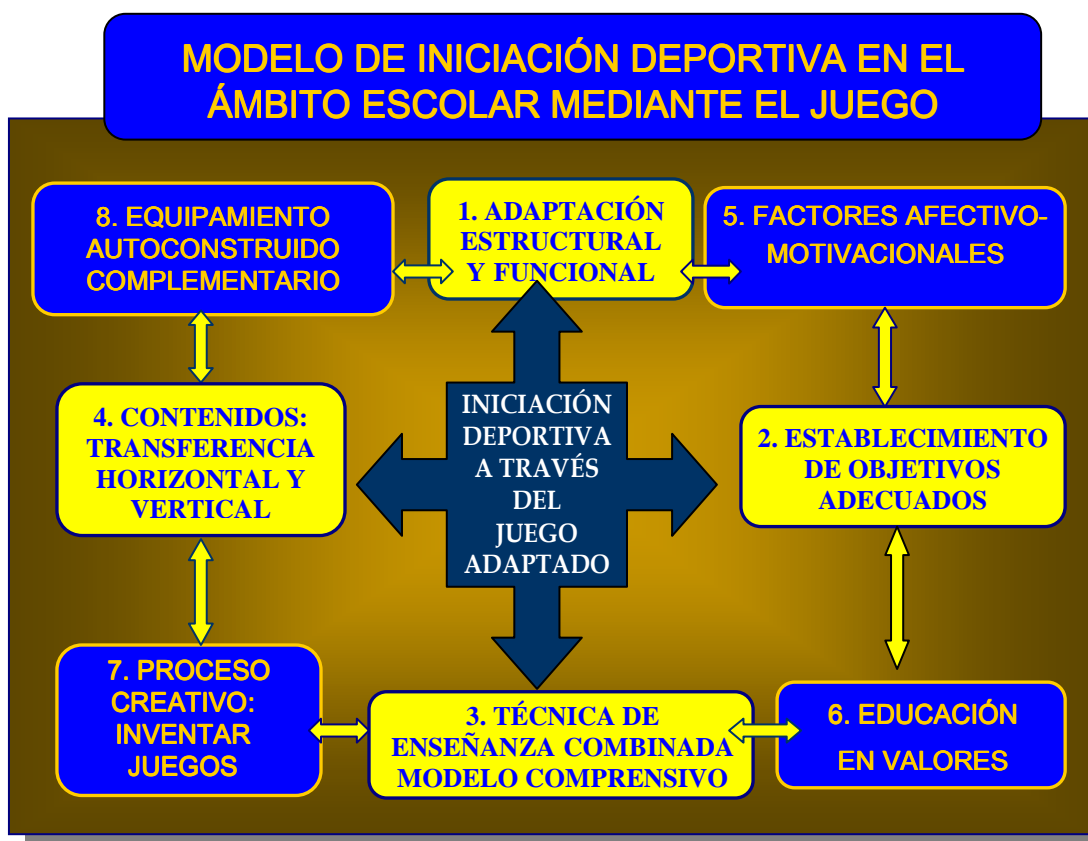 MODELO DE INICIACIÓN DEPORTIVA EN EL
ÁMBITO ESCOLAR MEDIANTE EL JUEGO
8. EQUIPAMIENTO
AUTOCONSTRUIDO
COMPLEMENTARIO
1. ADAPTACIÓN
ESTRUCTURAL
Y FUNCIONAL
5. FACTORES AFECTIVO-
MOTIVACIONALES
4. CONTENIDOS:
TRANSFERENCIA
HORIZONTAL Y
VERTICAL
INICIACIÓN
DEPORTIVA
A TRAVÉS
DEL
JUEGO
ADAPTADO
2. ESTABLECIMIENTO
DE OBJETIVOS
ADECUADOS
7. PROCESO
CREATIVO:
INVENTAR
JUEGOS
3. TÉCNICA DE
ENSEÑANZA COMBINADA
MODELO COMPRENSIVO
6. EDUCACIÓN
EN VALORES